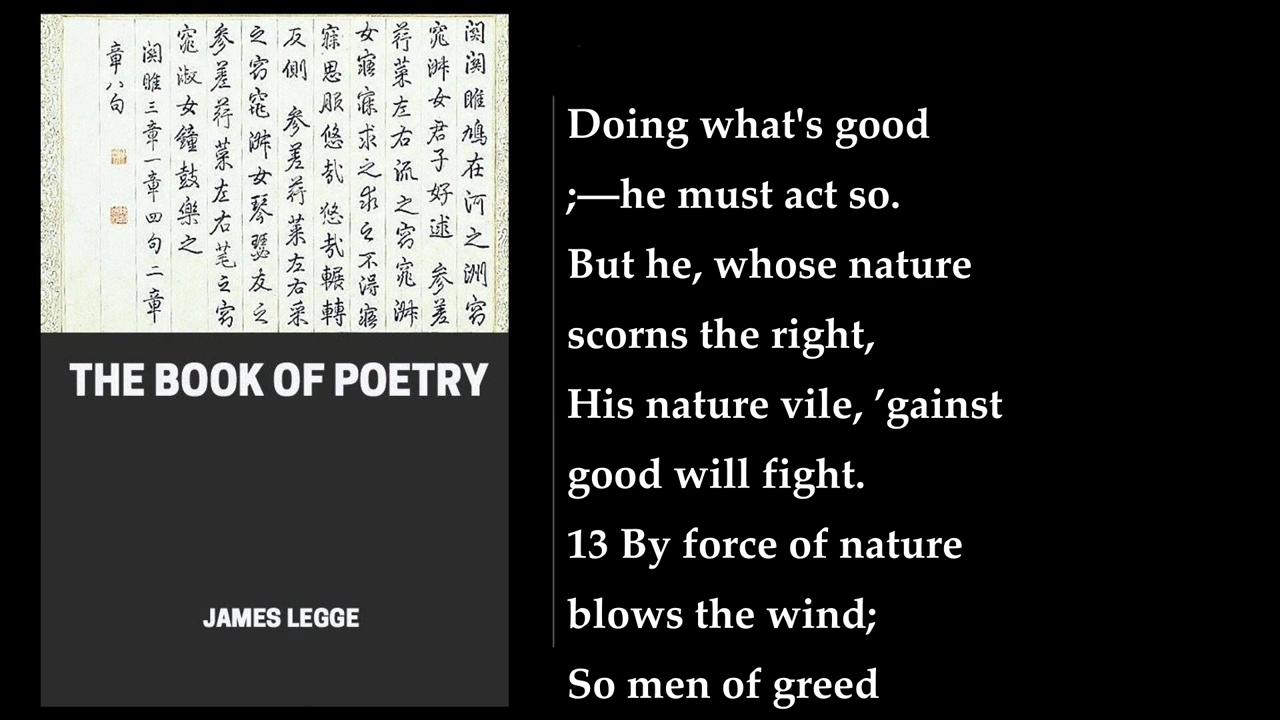 關關雎鳩在河之洲窈
窕淑女君子好逑 參差
荇菜左右流之窈窕淑
女寤寐求之求之不得寤
寐思服悠哉悠哉輾轉
反側 參差荇菜左右采
之窈窕淑女琴瑟友之
參差荇菜左右芼之窈
窕淑女鐘鼓樂之
關雎三章一章四句二章
章八句
THE BOOK OF POETRY
JAMES LEGGE
Doing what's good
;—he must act so.
But he, whose nature
scorns the right,
His nature vile, ’gainst
good will fight.
13 By force of nature
blows the wind;
So men of greed